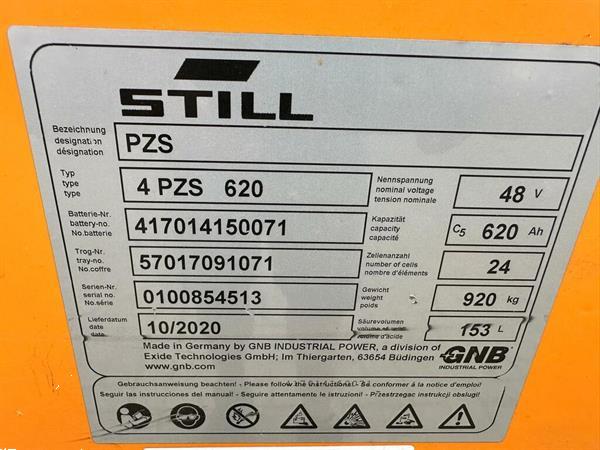 STILL
Bezeichnung
designation
désignation
PZS
Typ
type
type
4 PZS 620
Nennspannung
nominal voltage
tension nominale
48 V
Batterie-Nr.
battery-no.
No.batterie
417014150071
Kapazität
capacity
capacité
C5 620 Ah
Trog-Nr.
tray-no.
No.coffre
57017091071
Zellenanzahl
number of cells
nombre d'éléments
24
Serien-Nr.
serial no.
No.série
0100854513
Gewicht
weight
poids
920 kg
Lieferdatum
date
date
10/2020
Säurevolumen
volume of
volume d'acide
153 L
Made in Germany by GNB INDUSTRIAL POWER, a division of
Exide Technologies GmbH; Im Thiergarten, 63654 Büdingen
www.gnb.com
GNB
INDUSTRIAL POWER
Gebrauchsanweisung beachten! - Please follow the instructions! Se conformer à la notice d'emploi!
Seguir las instrucciones del manual! - Seguire attentamente le istruzioni! - Przestrzegac instrukcji obslugi!